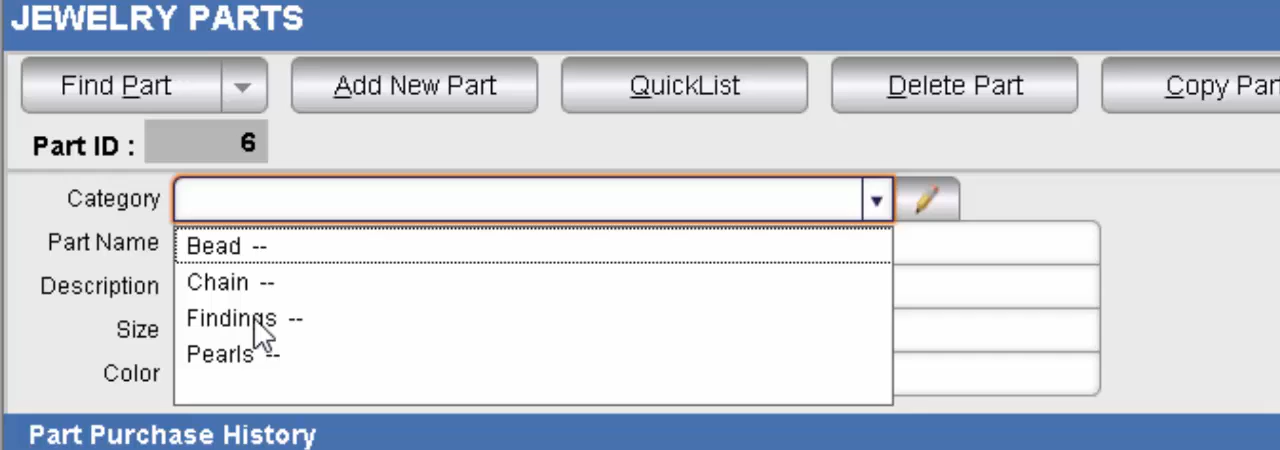 JEWELRY PARTS
Find Part Add New Part QuickList Delete Part Copy Par
Part ID : 6
Category
Part Name
Bead --
Description
Chain --
Size
Findings --
Color
Pearls --
Part Purchase History